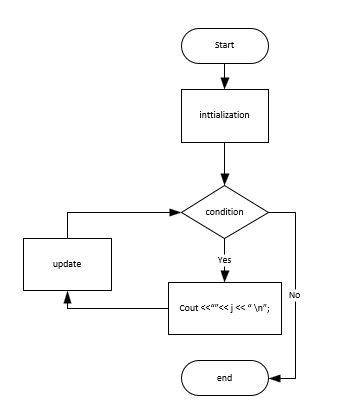 Start
inttialization
condition
Yes
update
Cout <<“”<< j << “ \n”;
No
end